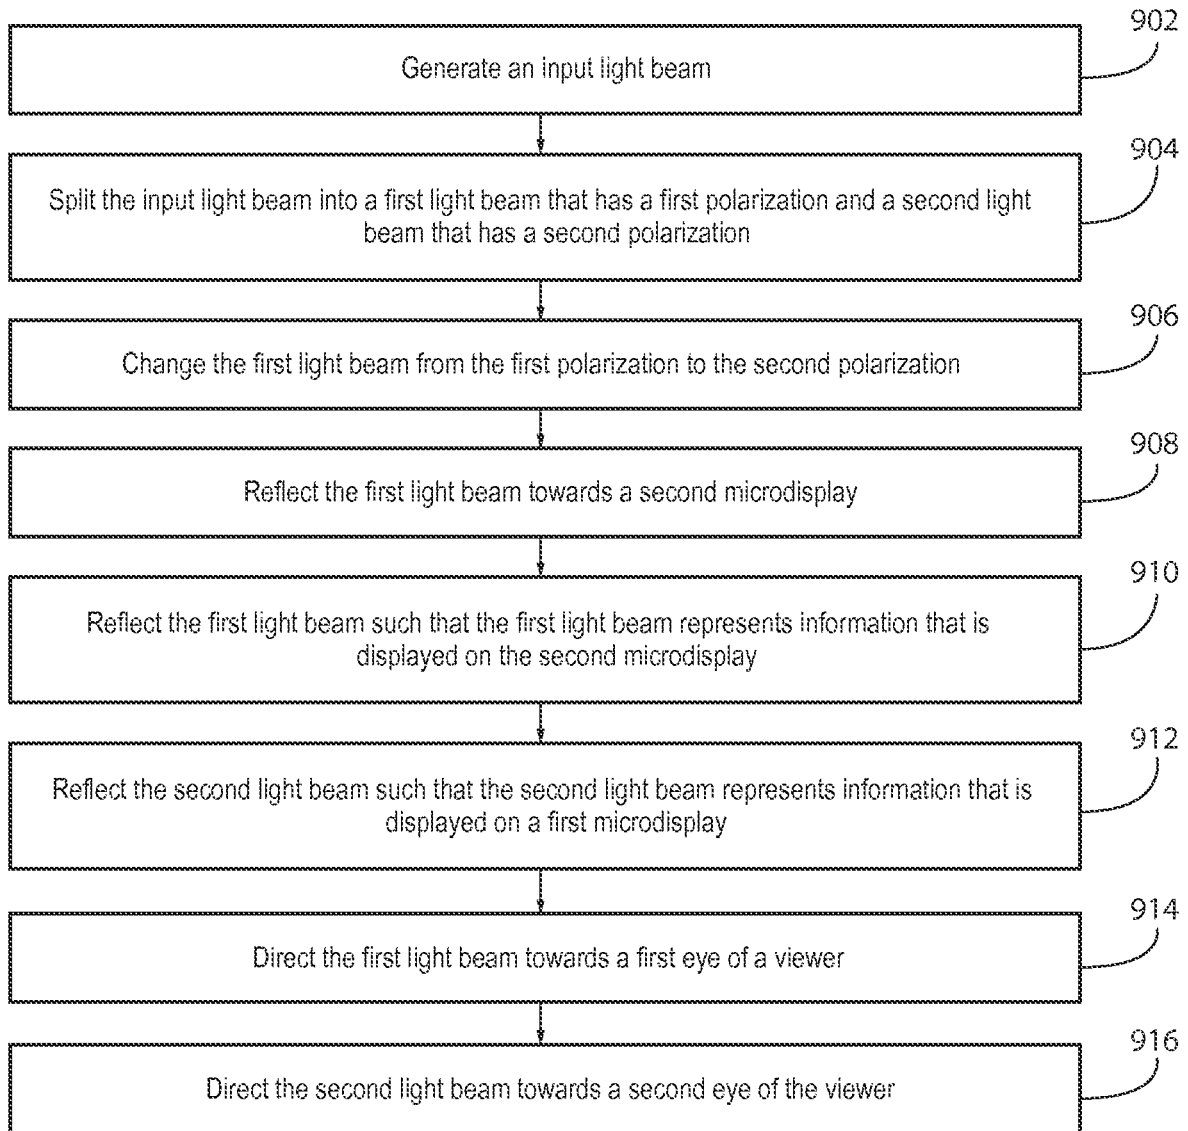 902
Generate an input light beam
904
Split the input light beam into a first light beam that has a first polarization and a second light
beam that has a second polarization
906
Change the first light beam from the first polarization to the second polarization
908
Reflect the first light beam towards a second microdisplay
910
Reflect the first light beam such that the first light beam represents information that is
displayed on the second microdisplay
912
Reflect the second light beam such that the second light beam represents information that is
displayed on a first microdisplay
914
Direct the first light beam towards a first eye of a viewer
916
Direct the second light beam towards a second eye of the viewer